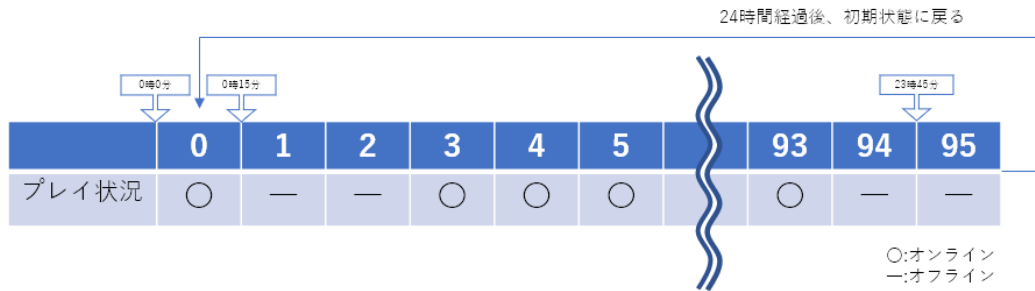 24時間経過後、初期状態に戻る
0時0分 0時15分 23時45分
0 1 2 3 4 5 93 94 95
プレイ状況 〇 ― ― 〇 〇 〇 〇 ― ―
〇:オンライン
―:オフライン